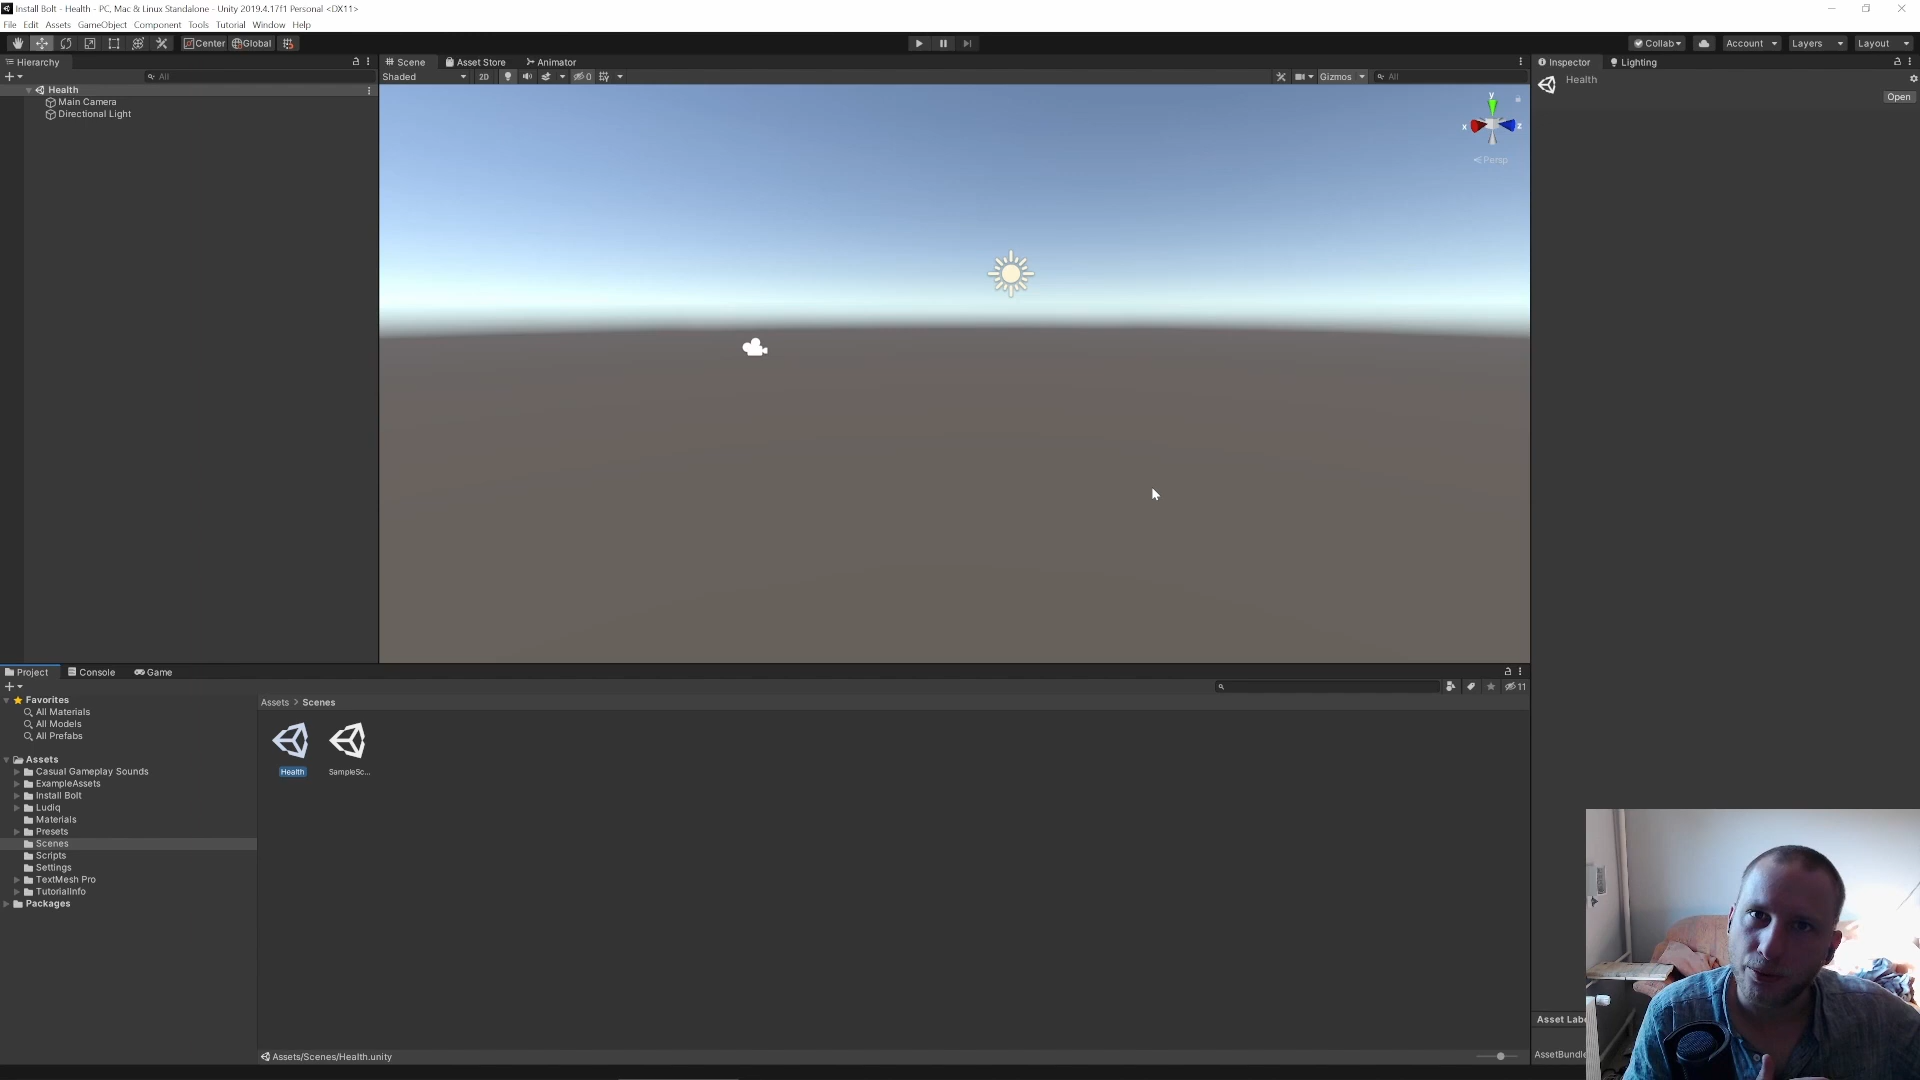 Install Bolt - Health - PC, Mac & Linux Standalone - Unity 2019.4.17f1 Personal <DX11>
File Edit Assets GameObject Component Tools Tutorial Window Help
Center Global Collab Account Layers Layout
Hierarchy
All
Health
Main Camera
Directional Light
Scene Asset Store Animator
Shaded 2D 0 Gizmos All
y
x z
Persp
Inspector Lighting
Health
Open
Project Console Game
11
Favorites
All Materials
All Models
All Prefabs
Assets
Casual Gameplay Sounds
ExampleAssets
Install Bolt
Ludiq
Materials
Presets
Scenes
Scripts
Settings
TextMesh Pro
TutorialInfo
Packages
Assets > Scenes
Health SampleSc...
Assets/Scenes/Health.unity
Asset Labe
AssetBundle